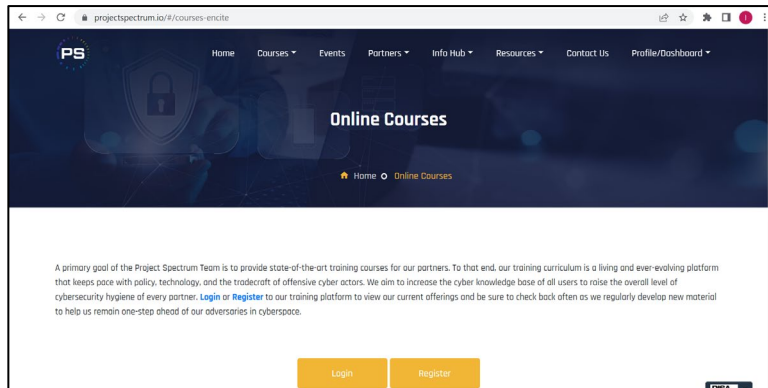 projectspectrum.io/#/courses-encite
PS
Home Courses Events Partners Info Hub Resources Contact Us Profile/Dashboard
Online Courses
Home Online Courses
A primary goal of the Project Spectrum Team is to provide state-of-the-art training courses for our partners. To that end, our training curriculum is a living and ever-evolving platform
that keeps pace with policy, technology, and the tradecraft of offensive cyber actors. We aim to increase the cyber knowledge base of all users to raise the overall level of
cybersecurity hygiene of every partner. Login or Register to our training platform to view our current offerings and be sure to check back often as we regularly develop new material
to help us remain one-step ahead of our adversaries in cyberspace.
Login Register